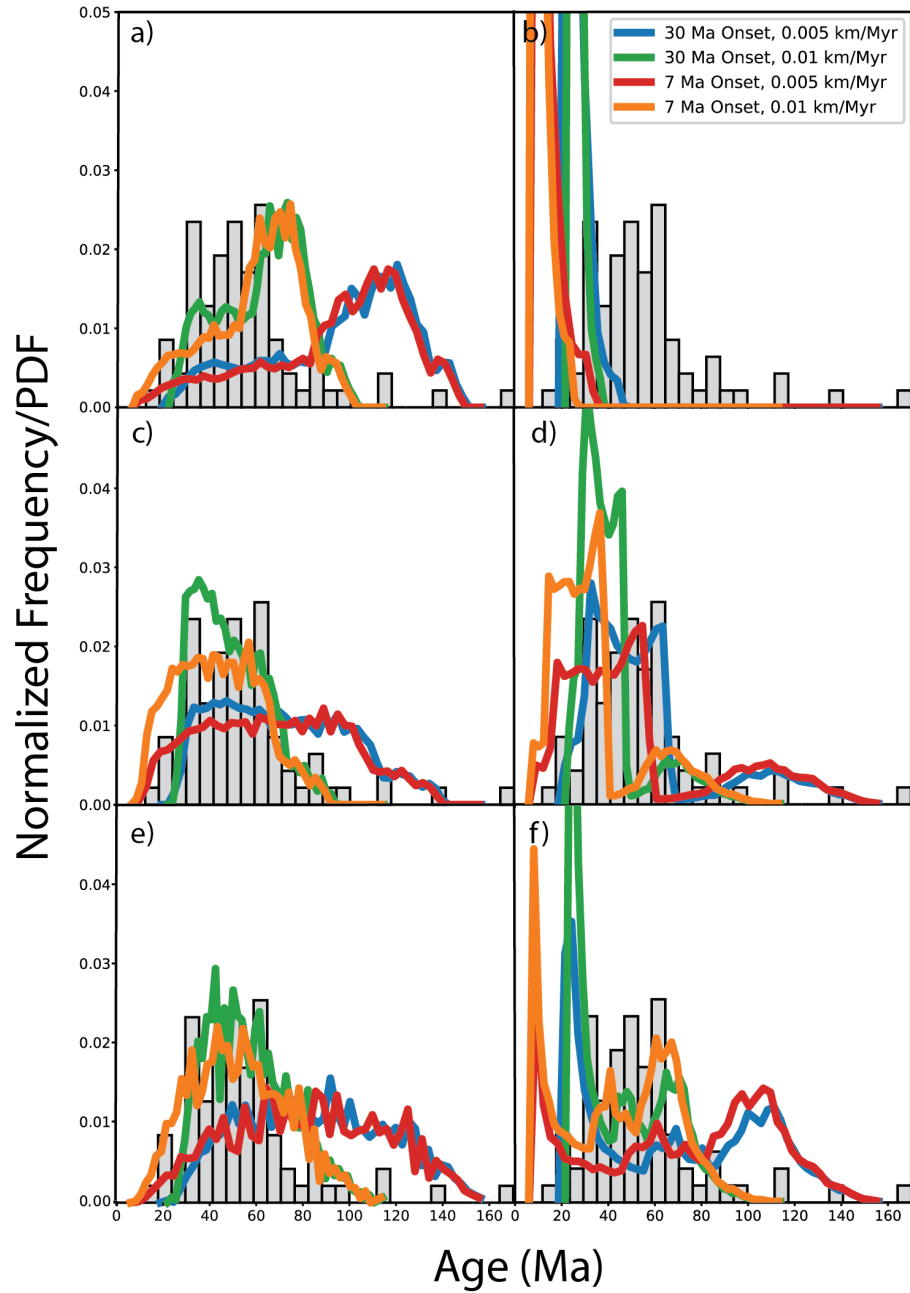 a)
b)
30 Ma Onset, 0.005 km/Myr
30 Ma Onset, 0.01 km/Myr
7 Ma Onset, 0.005 km/Myr
7 Ma Onset, 0.01 km/Myr
0.05
0.04
0.03
0.02
0.01
0.00
c)
d)
0.04
0.03
0.02
0.01
0.00
e)
f)
0.04
0.03
0.02
0.01
0.00
0 20 40 60 80 100 120 140 160
0 20 40 60 80 100 120 140 160
Normalized Frequency/PDF
Age (Ma)